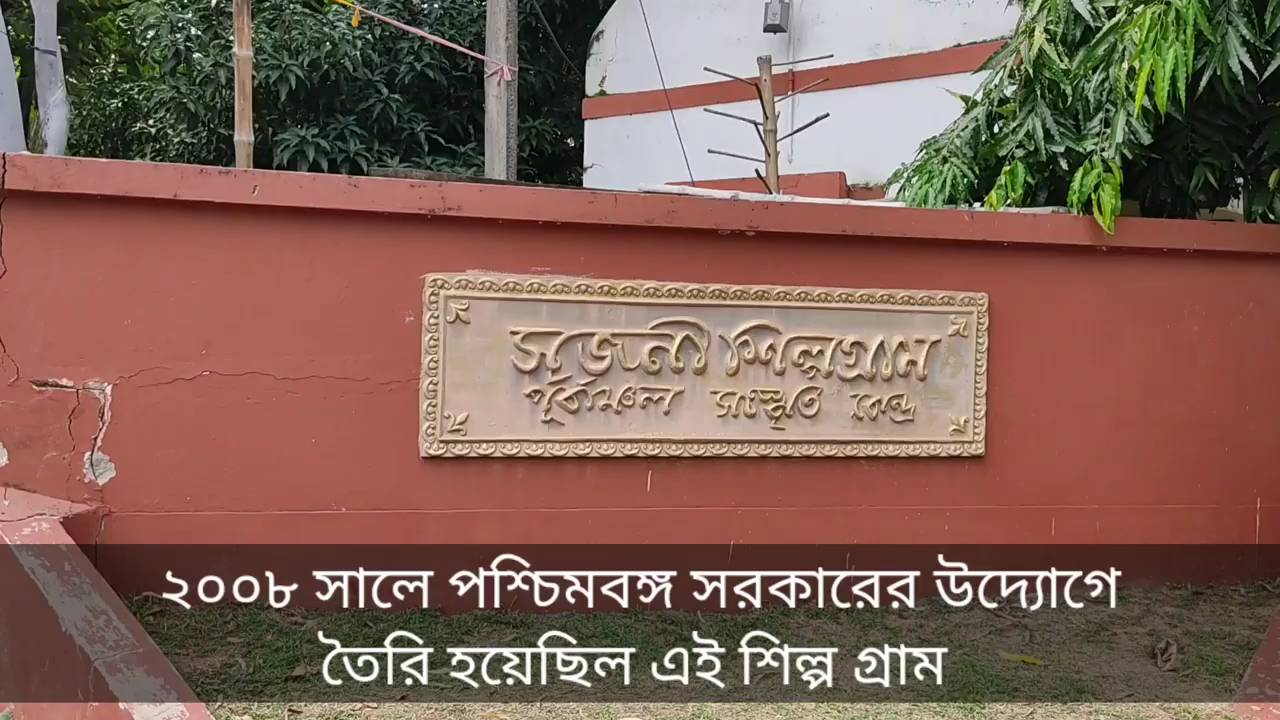 সৃজনী শিল্পগ্রাম
পূর্বাঞ্চল সংস্কৃতি কেন্দ্র
২০০৮ সালে পশ্চিমবঙ্গ সরকারের উদ্যোগে
তৈরি হয়েছিল এই শিল্প গ্রাম